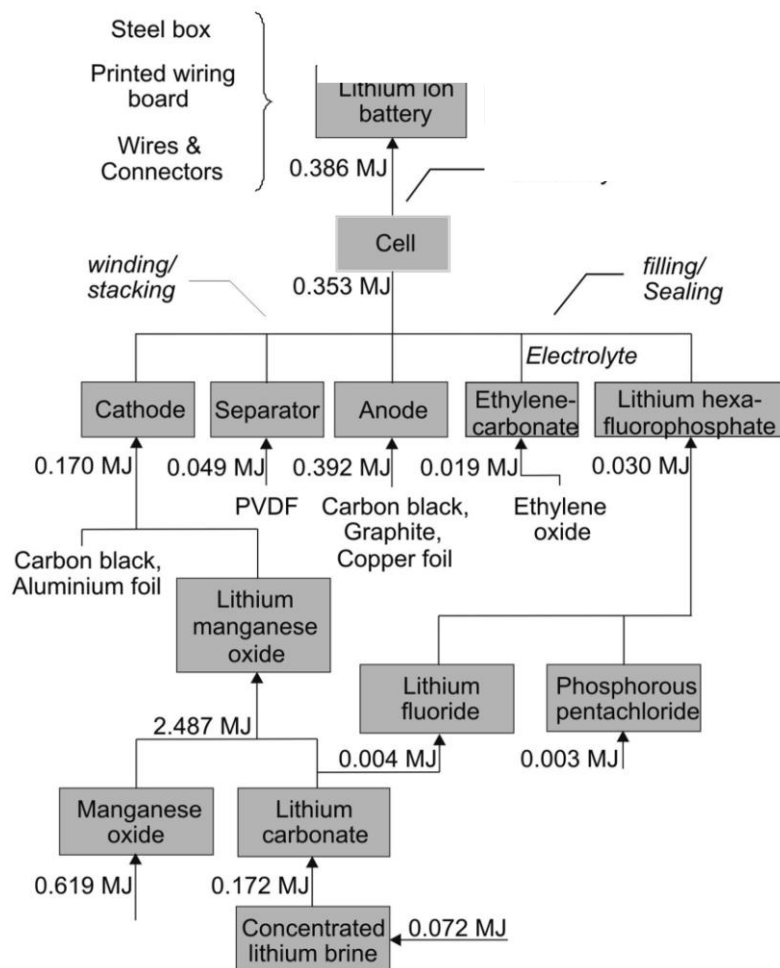 Steel box
Printed wiring
board
Wires &
Connectors
Lithium ion
battery
0.386 MJ
Cell
winding/
stacking
0.353 MJ
filling/
Sealing
Electrolyte
Cathode
Separator
Anode
Ethylene-
carbonate
Lithium hexa-
fluorophosphate
0.170 MJ
0.049 MJ
0.392 MJ
0.019 MJ
0.030 MJ
PVDF
Carbon black,
Graphite,
Copper foil
Ethylene
oxide
Carbon black,
Aluminium foil
Lithium
manganese
oxide
Lithium
fluoride
Phosphorous
pentachloride
2.487 MJ
0.004 MJ
0.003 MJ
Manganese
oxide
Lithium
carbonate
0.619 MJ
0.172 MJ
Concentrated
lithium brine
0.072 MJ